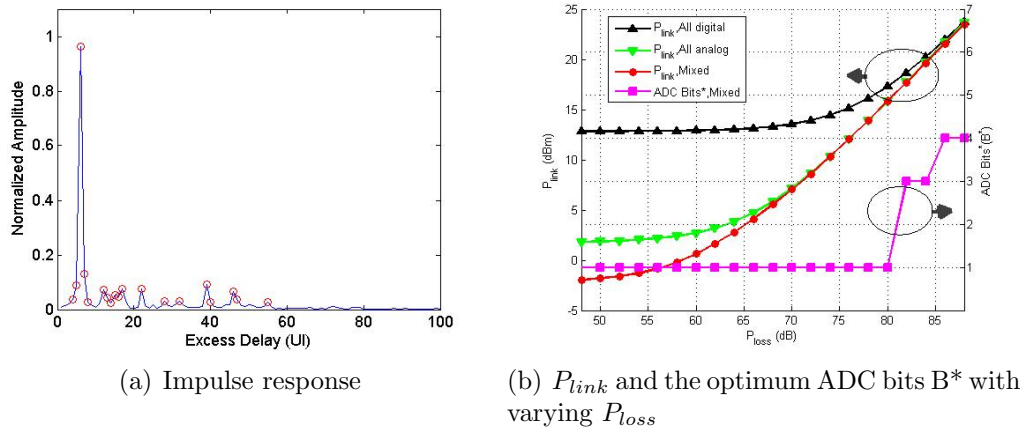 1
0.8
0.6
0.4
0.2
0
Normalized Amplitude
0 20 40 60 80 100
Excess Delay (UI)
(a) Impulse response
25
20
15
10
5
0
-5
P_link (dBm)
P_link,All digital
P_link,All analog
P_link,Mixed
ADC Bits*,Mixed
7
6
5
4
3
2
1
ADC Bits*(B*)
50 55 60 65 70 75 80 85
P_loss (dB)
(b) P_link and the optimum ADC bits B* with
varying P_loss